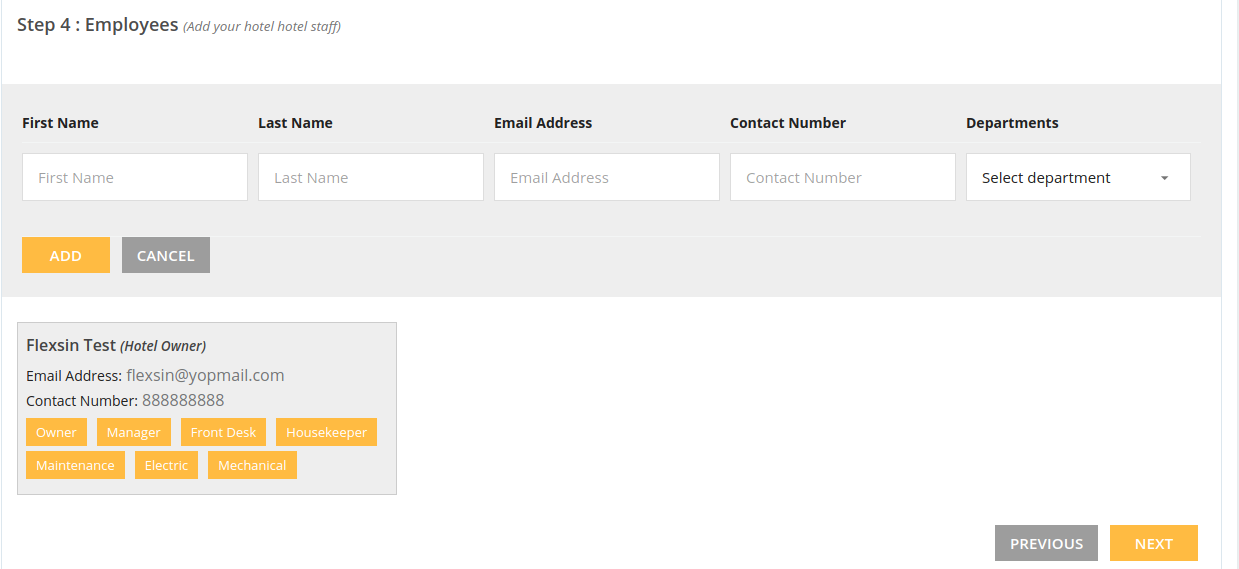 Step 4 : Employees (Add your hotel hotel staff)
First Name Last Name Email Address Contact Number Departments
First Name Last Name Email Address Contact Number Select department
ADD CANCEL
Flexsin Test (Hotel Owner)
Email Address: flexsin@yopmail.com
Contact Number: 888888888
Owner Manager Front Desk Housekeeper
Maintenance Electric Mechanical
PREVIOUS NEXT